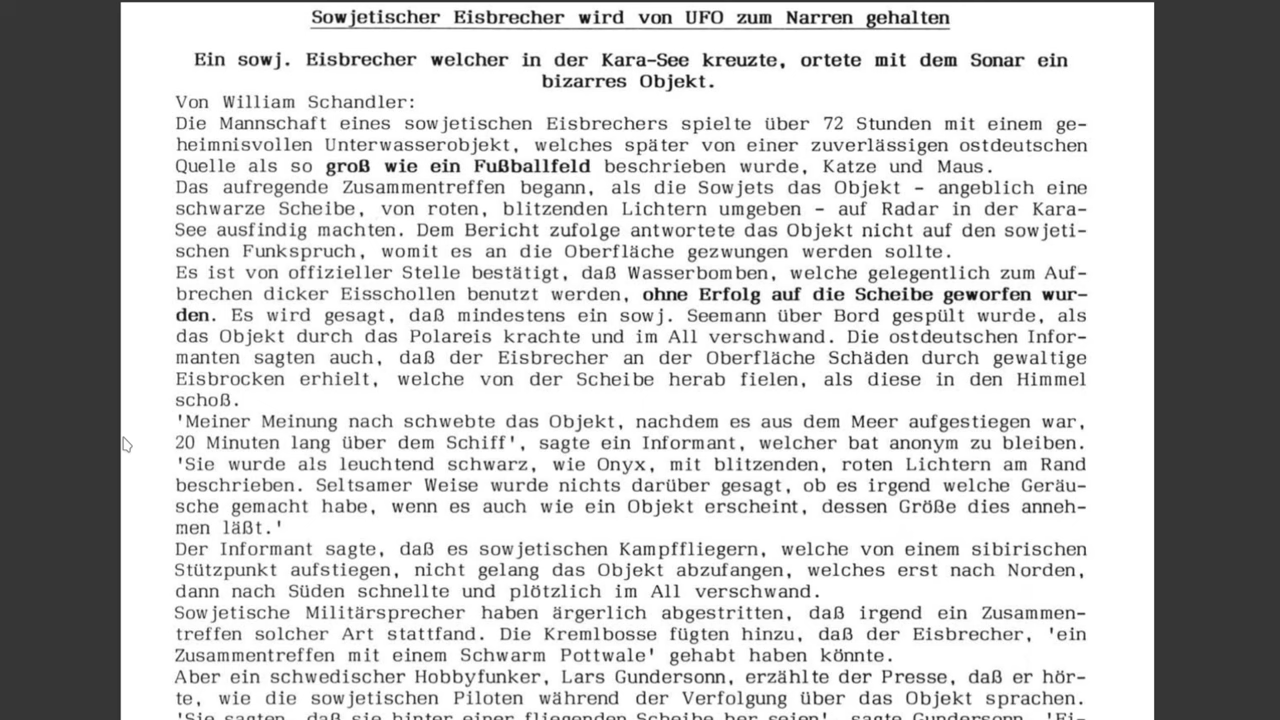 Sowjetischer Eisbrecher wird von UFO zum Narren gehalten
Ein sowj. Eisbrecher welcher in der Kara-See kreuzte, ortete mit dem Sonar ein
bizarres Objekt.
Von William Schandler:
Die Mannschaft eines sowjetischen Eisbrechers spielte über 72 Stunden mit einem ge-
heimnisvollen Unterwasserobjekt, welches später von einer zuverlässigen ostdeutschen
Quelle als so groß wie ein Fußballfeld beschrieben wurde, Katze und Maus.
Das aufregende Zusammentreffen begann, als die Sowjets das Objekt - angeblich eine
schwarze Scheibe, von roten, blitzenden Lichtern umgeben - auf Radar in der Kara-
See ausfindig machten. Dem Bericht zufolge antwortete das Objekt nicht auf den sowjeti-
schen Funkspruch, womit es an die Oberfläche gezwungen werden sollte.
Es ist von offizieller Stelle bestätigt, daß Wasserbomben, welche gelegentlich zum Auf-
brechen dicker Eisschollen benutzt werden, ohne Erfolg auf die Scheibe geworfen wur-
den. Es wird gesagt, daß mindestens ein sowj. Seemann über Bord gespült wurde, als
das Objekt durch das Polareis krachte und im All verschwand. Die ostdeutschen Infor-
manten sagten auch, daß der Eisbrecher an der Oberfläche Schäden durch gewaltige
Eisbrocken erhielt, welche von der Scheibe herab fielen, als diese in den Himmel
schoß.
'Meiner Meinung nach schwebte das Objekt, nachdem es aus dem Meer aufgestiegen war,
20 Minuten lang über dem Schiff', sagte ein Informant, welcher bat anonym zu bleiben.
'Sie wurde als leuchtend schwarz, wie Onyx, mit blitzenden, roten Lichtern am Rand
beschrieben. Seltsamer Weise wurde nichts darüber gesagt, ob es irgend welche Geräu-
sche gemacht habe, wenn es auch wie ein Objekt erscheint, dessen Größe dies anneh-
men läßt.'
Der Informant sagte, daß es sowjetischen Kampffliegern, welche von einem sibirischen
Stützpunkt aufstiegen, nicht gelang das Objekt abzufangen, welches erst nach Norden,
dann nach Süden schnellte und plötzlich im All verschwand.
Sowjetische Militärsprecher haben ärgerlich abgestritten, daß irgend ein Zusammen-
treffen solcher Art stattfand. Die Kremlbosse fügten hinzu, daß der Eisbrecher, 'ein
Zusammentreffen mit einem Schwarm Pottwale' gehabt haben könnte.
Aber ein schwedischer Hobbyfunker, Lars Gundersonn, erzählte der Presse, daß er hör-
te, wie die sowjetischen Piloten während der Verfolgung über das Objekt sprachen.
'Sie sagten, daß sie hinter einer fliegenden Scheibe her seien', sagte Gundersonn. 'Ei-